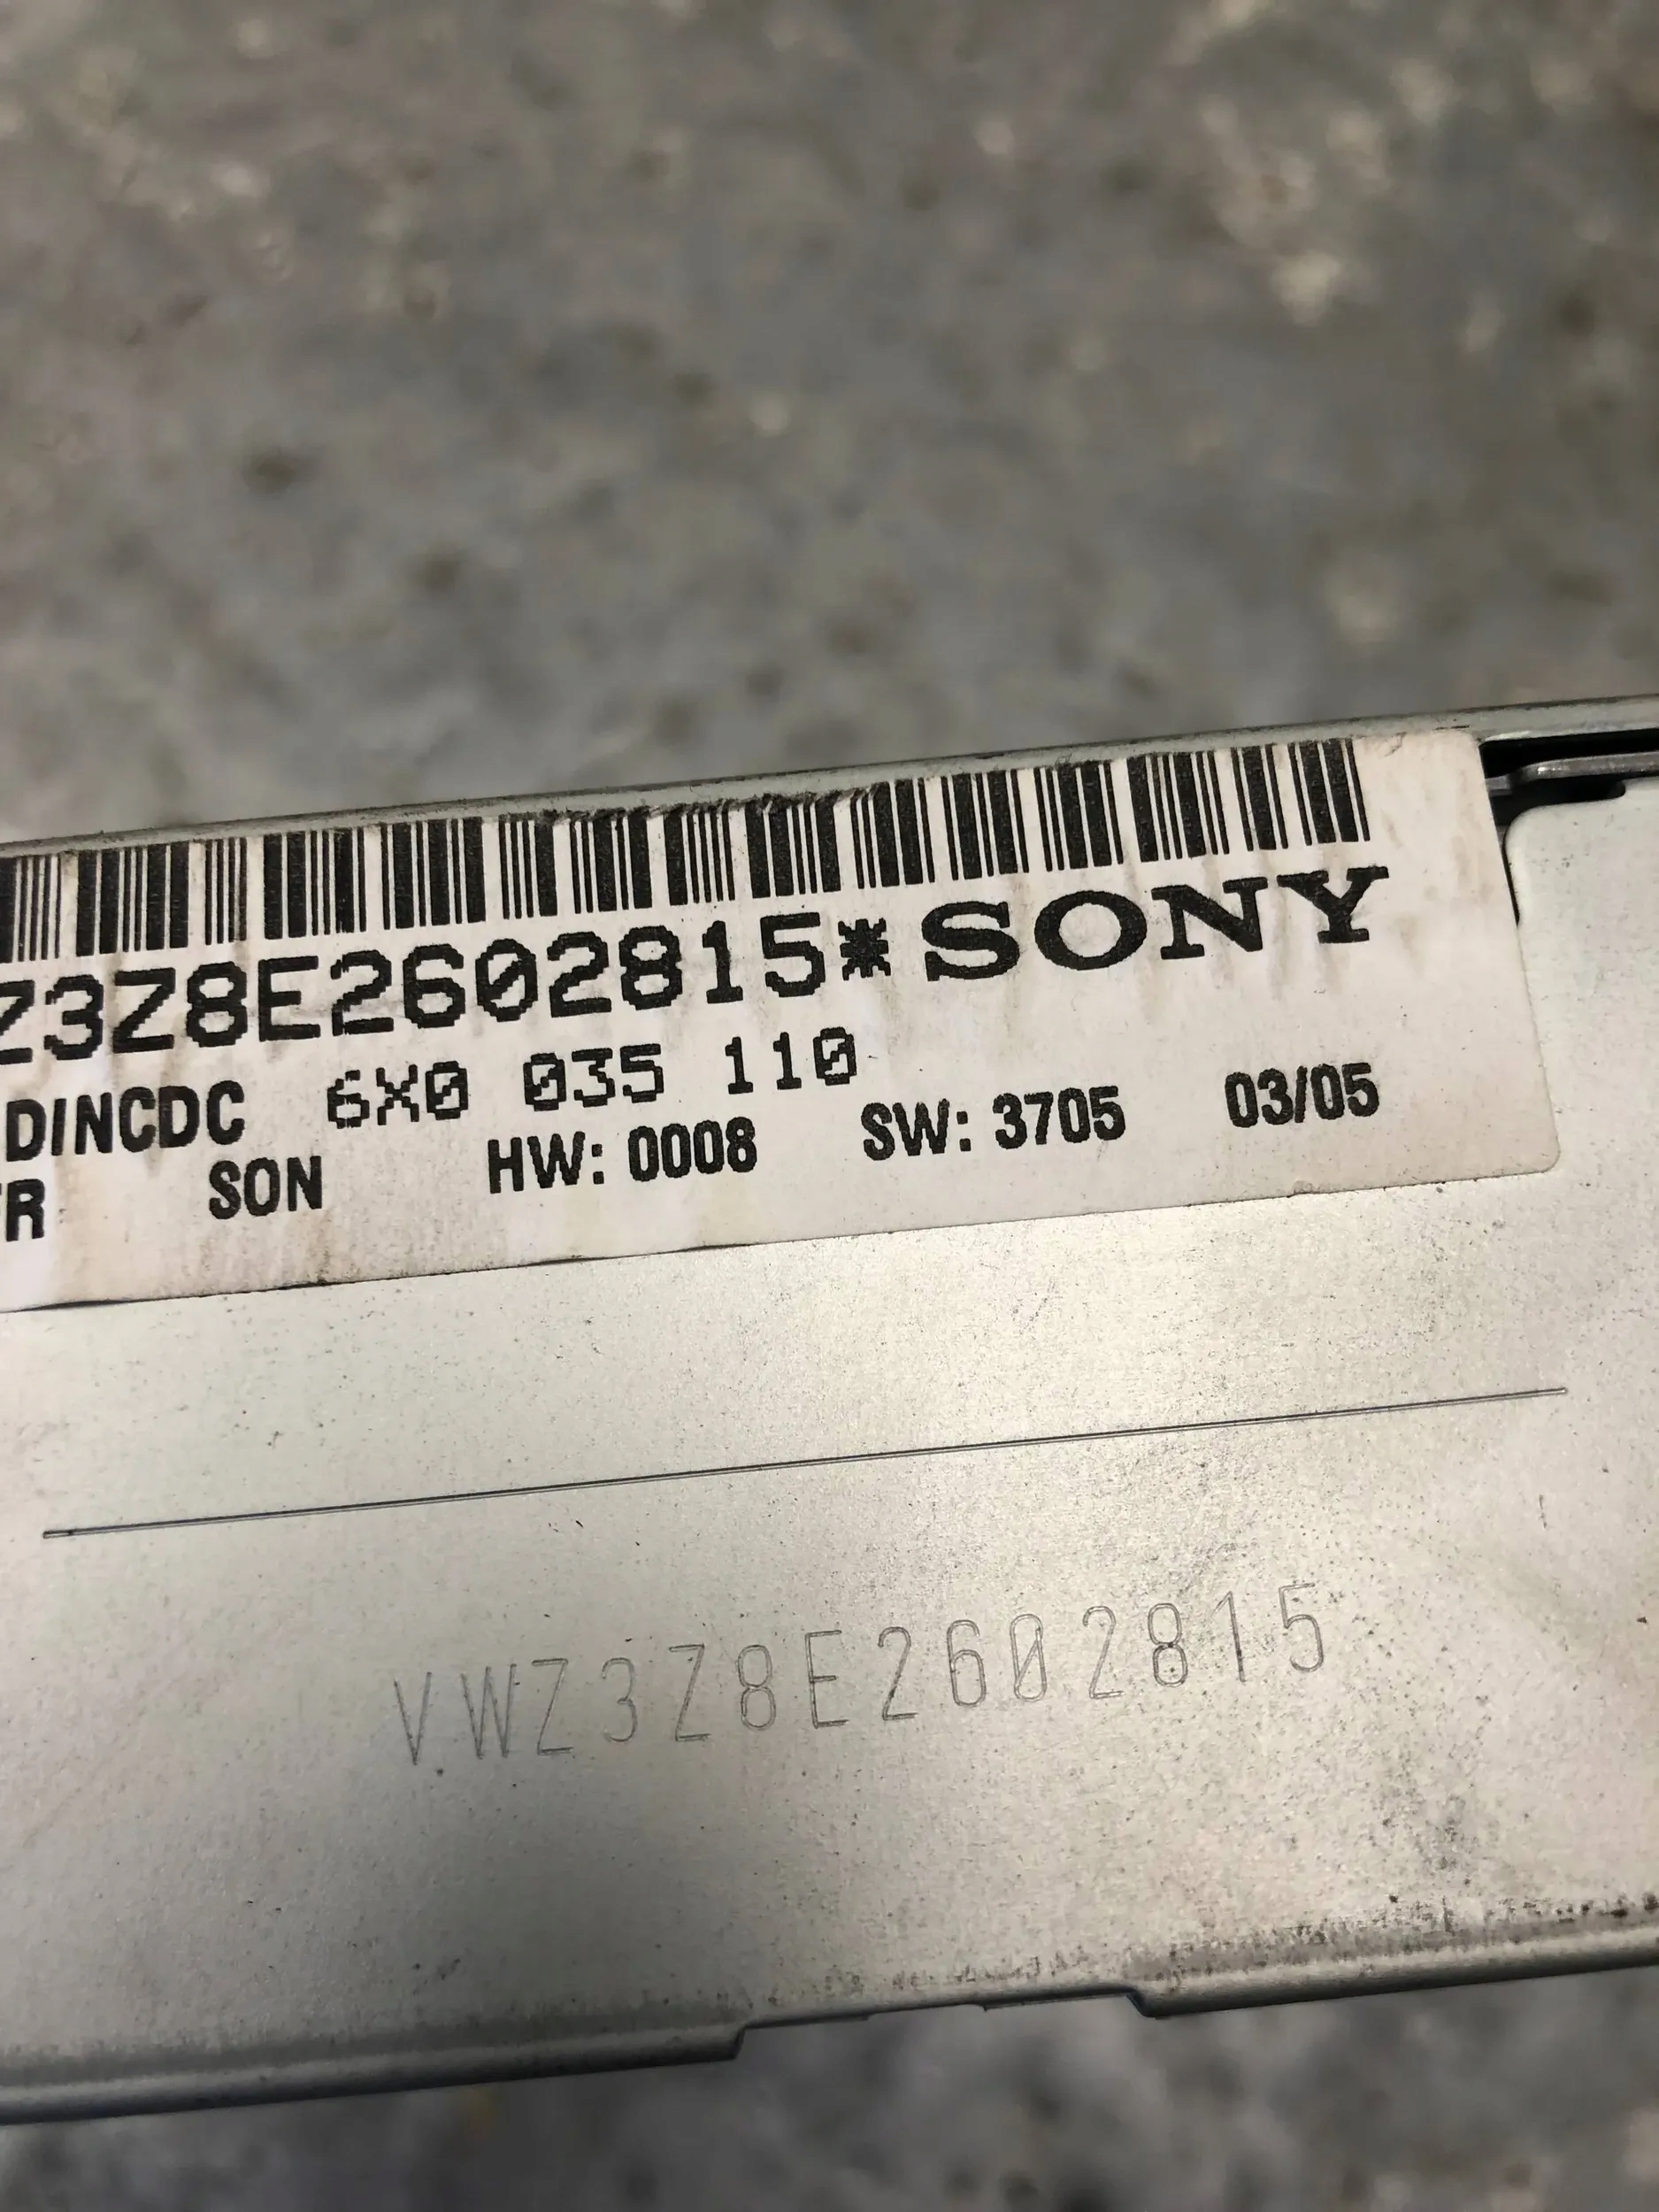 Z3Z8E2602815* SONY
DINCDC 6X0 035 110
R SON HW: 0008 SW: 3705 03/05
VWZ3Z8E2602815